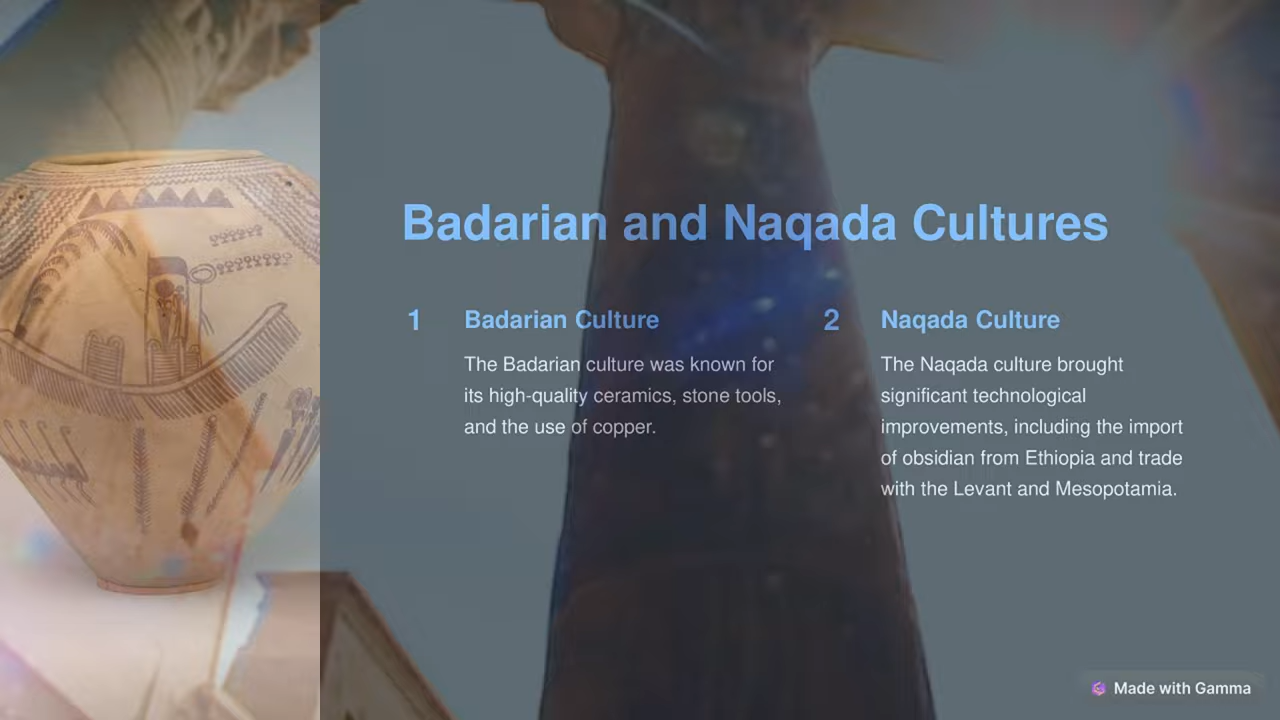 Badarian and Naqada Cultures
1
Badarian Culture
The Badarian culture was known for
its high-quality ceramics, stone tools,
and the use of copper.
2
Naqada Culture
The Naqada culture brought
significant technological
improvements, including the import
of obsidian from Ethiopia and trade
with the Levant and Mesopotamia.
Made with Gamma